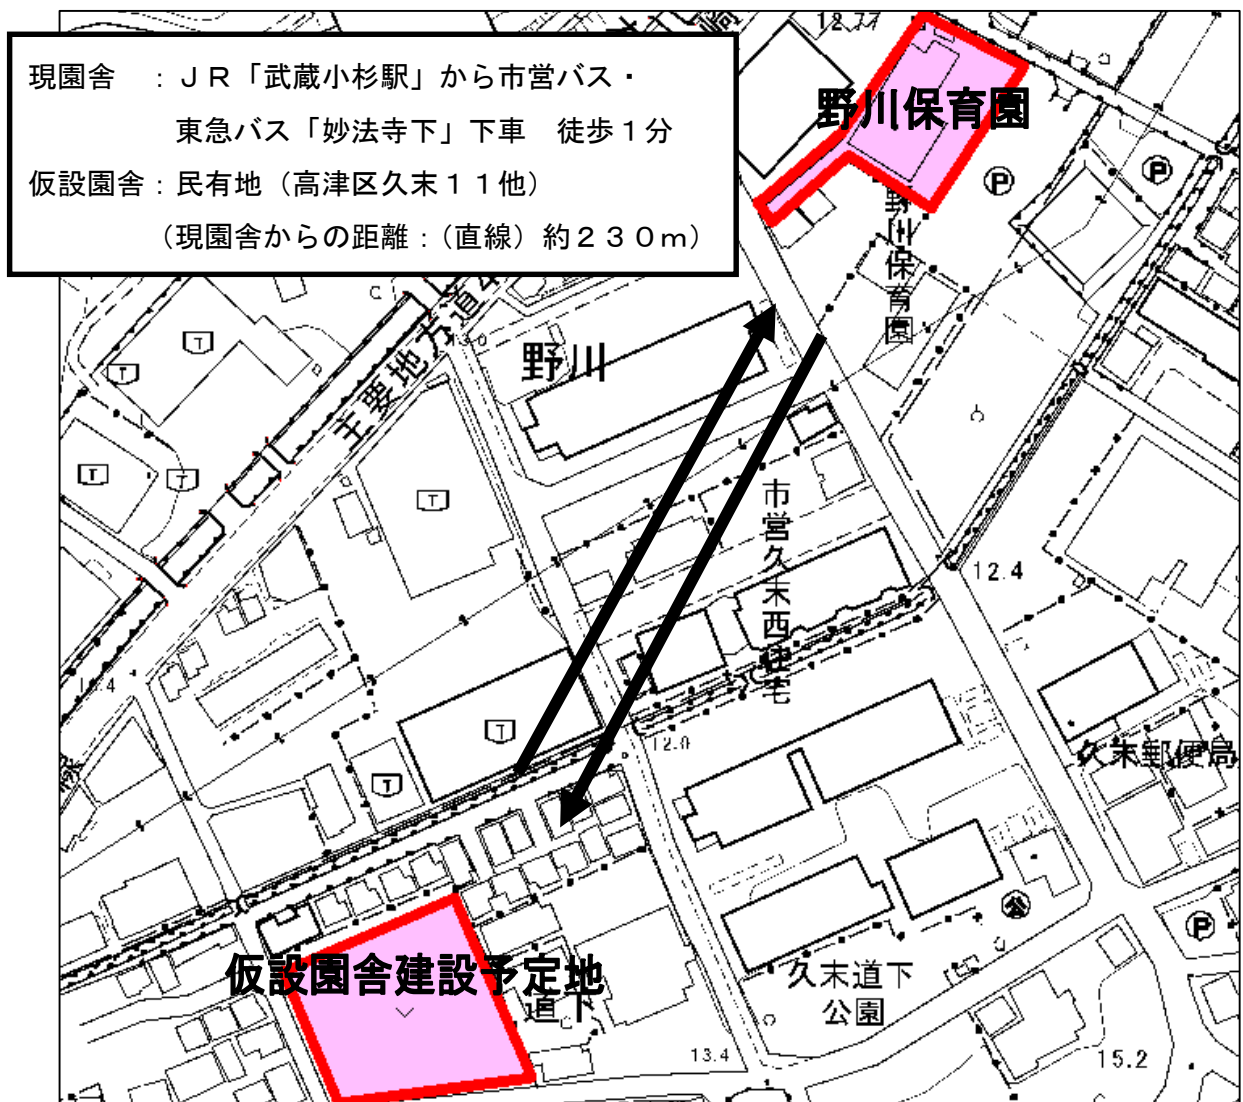 現園舎　：ＪＲ「武蔵小杉駅」から市営バス・
東急バス「妙法寺下」下車　徒歩１分
仮設園舎：民有地（高津区久末１１他）
（現園舎からの距離：（直線）約２３０ｍ）
12.77
野川保育園
P
P
野川保育園
野川
主要地方道
T
T
T
T
T
市営久末西住宅
12.4
T
T
12.0
久末郵便局
P
仮設園舎建設予定地
道下
久末道下
公園
13.4
15.2